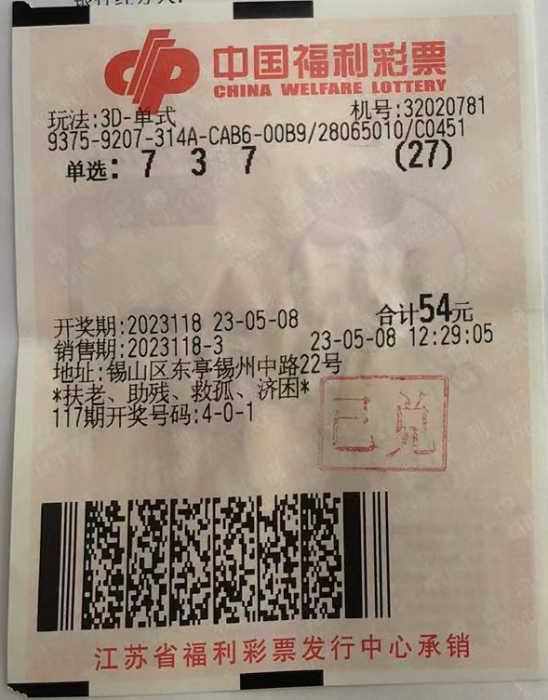 中国福利彩票
CHINA WELFARE LOTTERY
玩法:3D-单式 机号:32020781
9375-9207-314A-CAB6-00B9/28065010/C0451
单选: 7 3 7 (27)
开奖期:2023118 23-05-08 合计54元
销售期:2023118-3 23-05-08 12:29:05
地址:锡山区东亭锡州中路22号
*扶老、助残、救孤、济困*
117期开奖号码:4-0-1
已兑
江苏省福利彩票发行中心承销